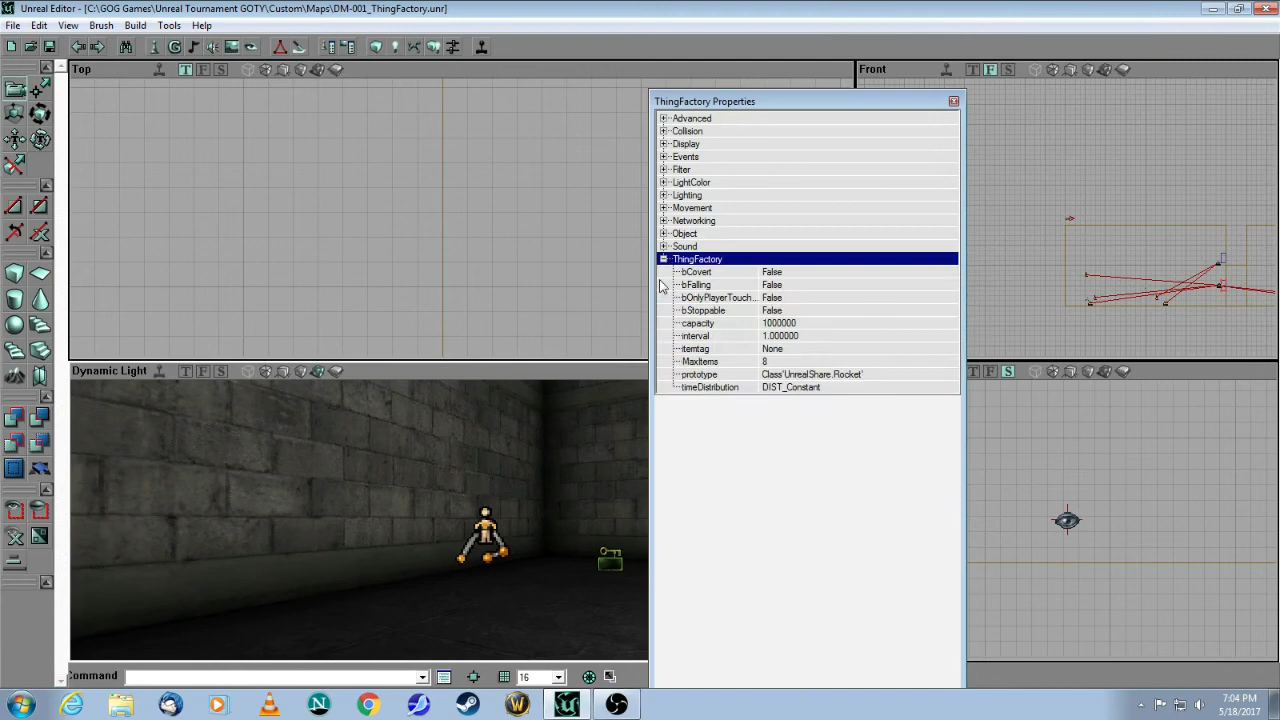 Unreal Editor - [C:\GOG Games\Unreal Tournament GOTY\Custom\Maps\DM-001_ThingFactory.unr]
File Edit View Brush Build Tools Help
Top T F S
Front T F S
ThingFactory Properties
Advanced
Collision
Display
Events
Filter
LightColor
Lighting
Movement
Networking
Object
Sound
ThingFactory
bCovert False
bFalling False
bOnlyPlayerTouch... False
bStoppable False
capacity 1000000
interval 1.000000
itemtag None
MaxItems 8
prototype Class'UnrealShare.Rocket'
timeDistribution DIST_Constant
Dynamic Light T F S
T F S
Command
16
7:04 PM
5/18/2017